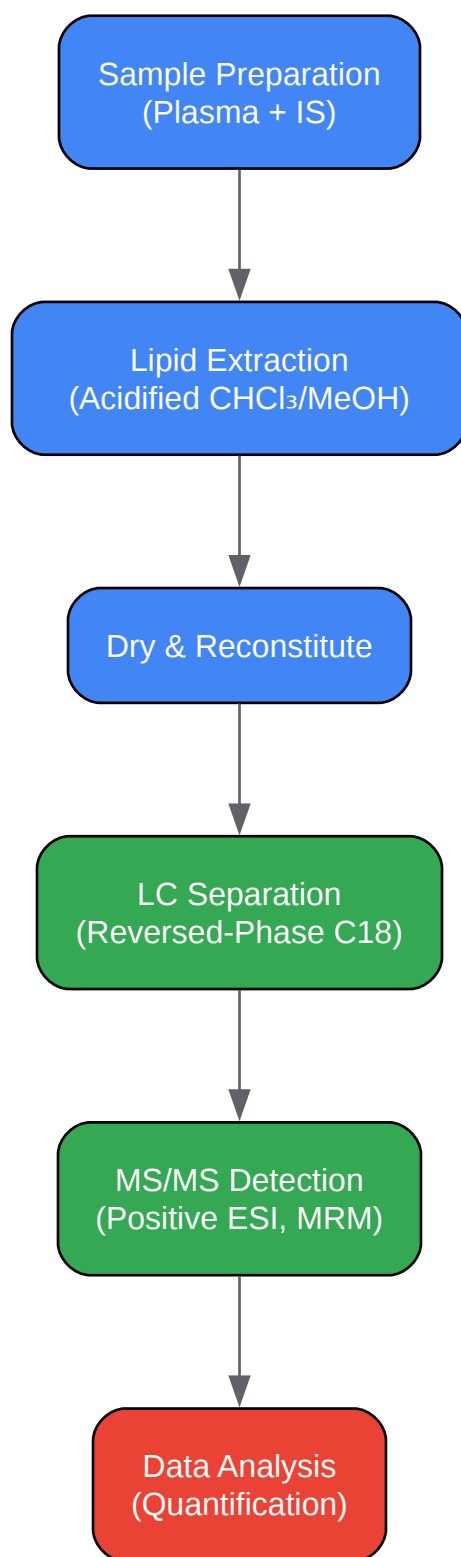 Sample Preparation
(Plasma + IS)
Lipid Extraction
(Acidified CHCl₃/MeOH)
Dry & Reconstitute
LC Separation
(Reversed-Phase C18)
MS/MS Detection
(Positive ESI, MRM)
Data Analysis
(Quantification)